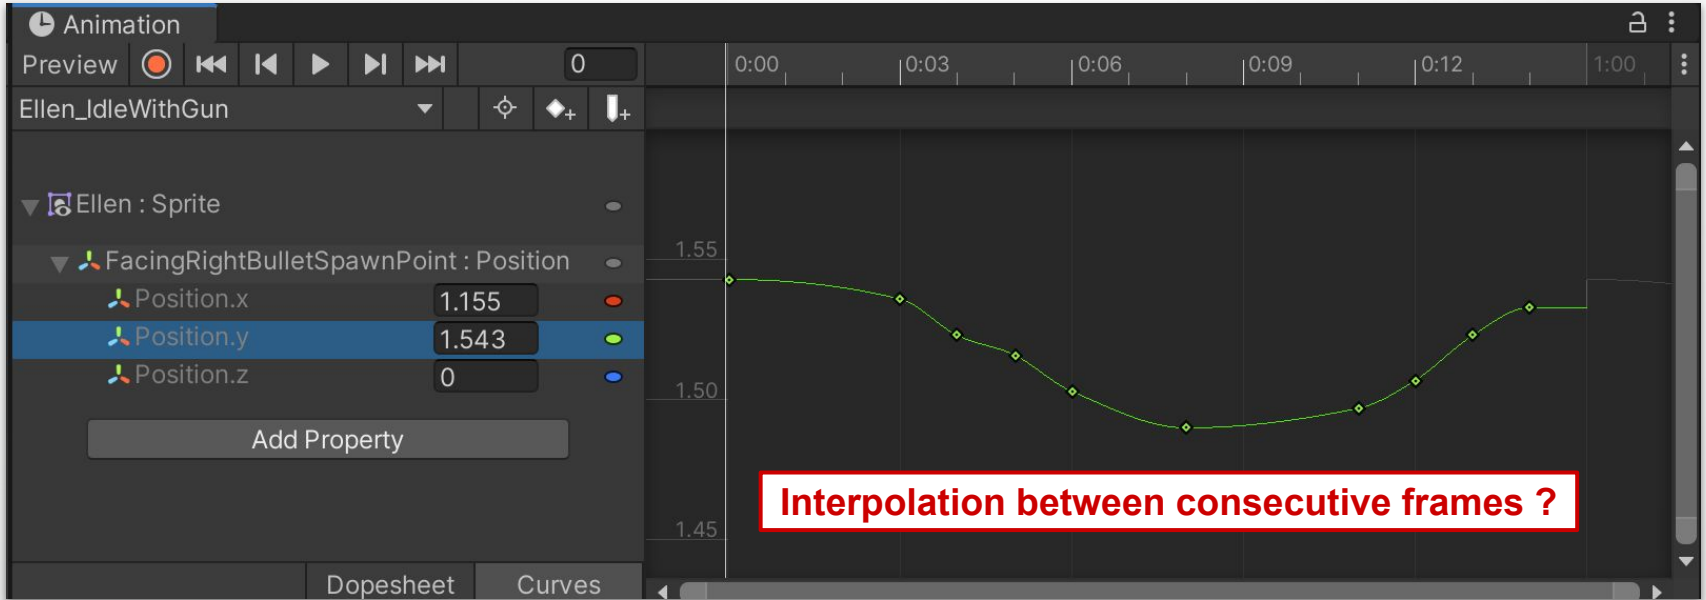 Animation
Preview
0
0:00
0:03
0:06
0:09
0:12
1:00
Ellen_IdleWithGun
Ellen : Sprite
FacingRightBulletSpawnPoint : Position
Position.x
1.155
Position.y
1.543
Position.z
0
Add Property
1.55
1.50
1.45
Interpolation between consecutive frames ?
Dopesheet
Curves